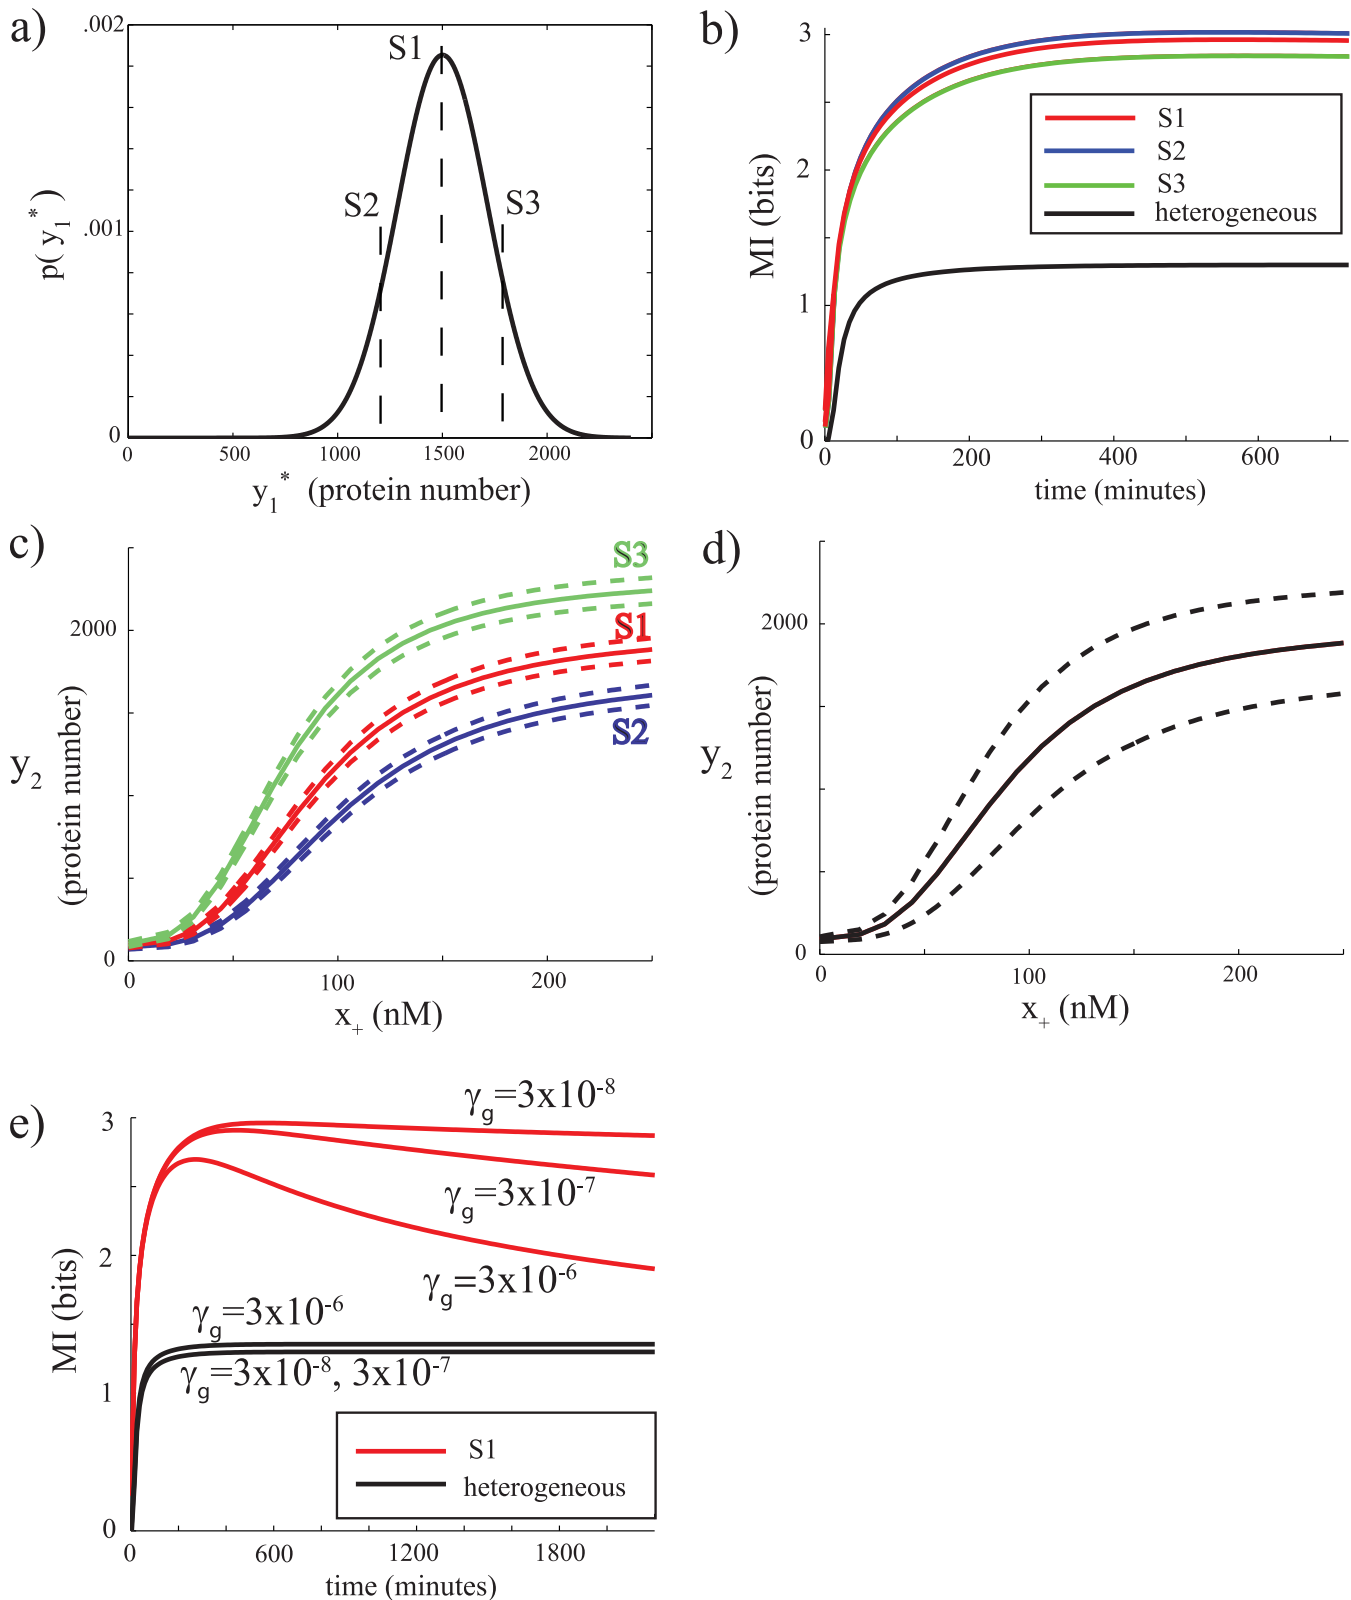 a)
.002
.001
0
p( y₁* )
S1
S2
S3
0 500 1000 1500 2000
y₁* (protein number)
b)
3
2
1
0
MI (bits)
S1
S2
S3
heterogeneous
0 200 400 600
time (minutes)
c)
2000
0
y₂
(protein number)
S3
S1
S2
0 100 200
x₊ (nM)
d)
2000
0
y₂
(protein number)
0 100 200
x₊ (nM)
e)
3
2
1
0
MI (bits)
γg=3x10⁻⁸
γg=3x10⁻⁷
γg=3x10⁻⁶
γg=3x10⁻⁶
γg=3x10⁻⁸, 3x10⁻⁷
S1
heterogeneous
0 600 1200 1800
time (minutes)